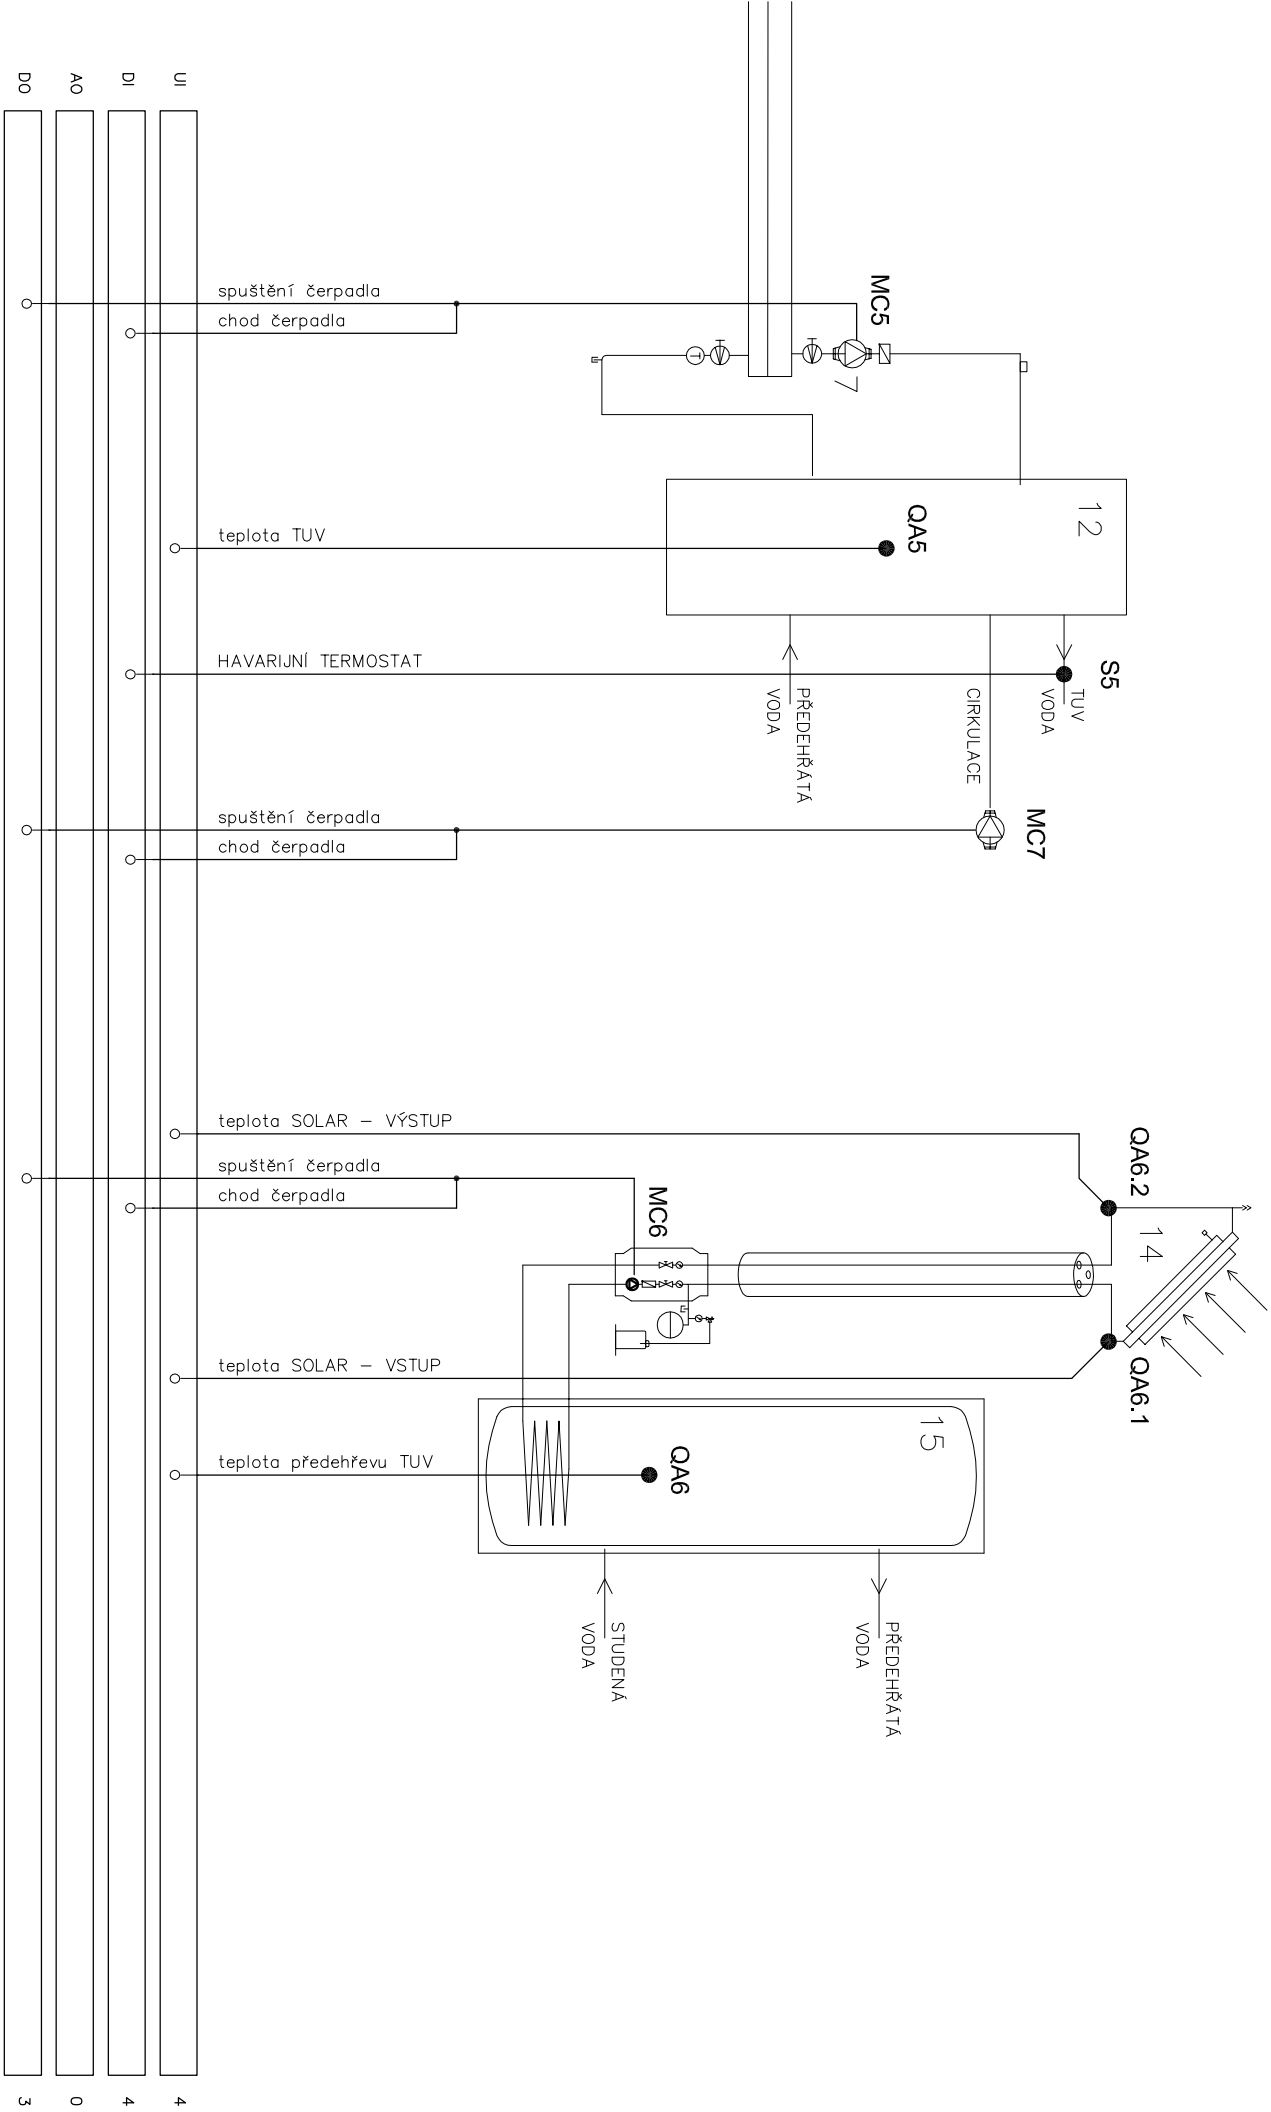 UI
DI
AO
DO
MC5
7
spuštění čerpadla
chod čerpadla
T
12
QA5
teplota TUV
HAVARIJNÍ TERMOSTAT
S5
TUV
VODA
CIRKULACE
PŘEDEHŘÁTÁ
VODA
MC7
spuštění čerpadla
chod čerpadla
QA6.2
14
teplota SOLAR – VÝSTUP
spuštění čerpadla
chod čerpadla
MC6
QA6.1
teplota SOLAR – VSTUP
15
QA6
teplota předehřevu TUV
PŘEDEHŘÁTÁ
VODA
STUDENÁ
VODA
4
4
0
3